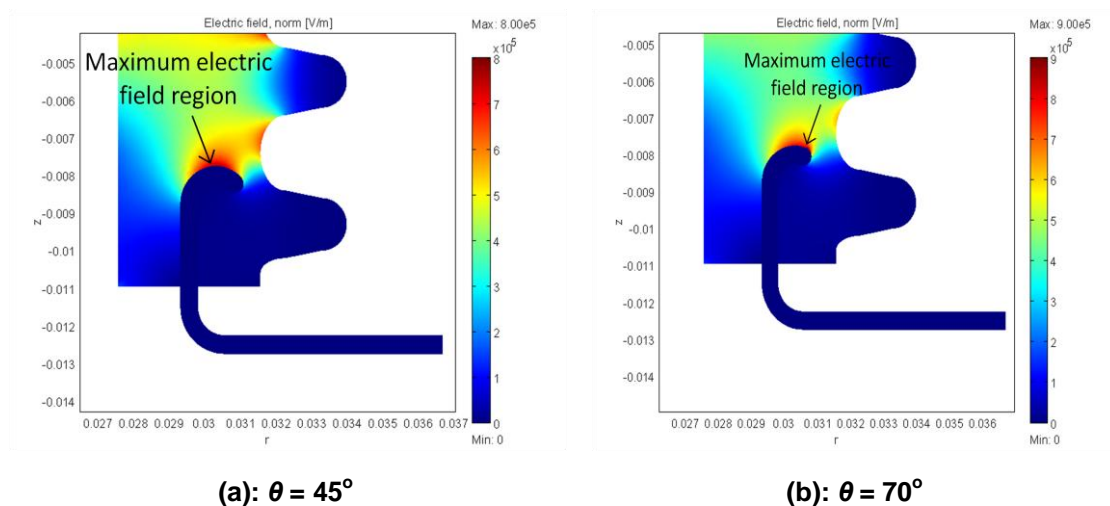 Electric field, norm [V/m]
Max: 8.00e5
×10⁵
8
7
6
5
4
3
2
1
0
Min: 0
-0.005
-0.006
-0.007
-0.008
-0.009
-0.01
-0.011
-0.012
-0.013
-0.014
z
Maximum electric
field region
0.027 0.028 0.029 0.03 0.031 0.032 0.033 0.034 0.035 0.036 0.037
r
(a): θ = 45°
Electric field, norm [V/m]
Max: 9.00e5
×10⁵
9
8
7
6
5
4
3
2
1
0
Min: 0
-0.005
-0.006
-0.007
-0.008
-0.009
-0.01
-0.011
-0.012
-0.013
-0.014
z
Maximum electric
field region
0.027 0.028 0.029 0.03 0.031 0.032 0.033 0.034 0.035 0.036
r
(b): θ = 70°